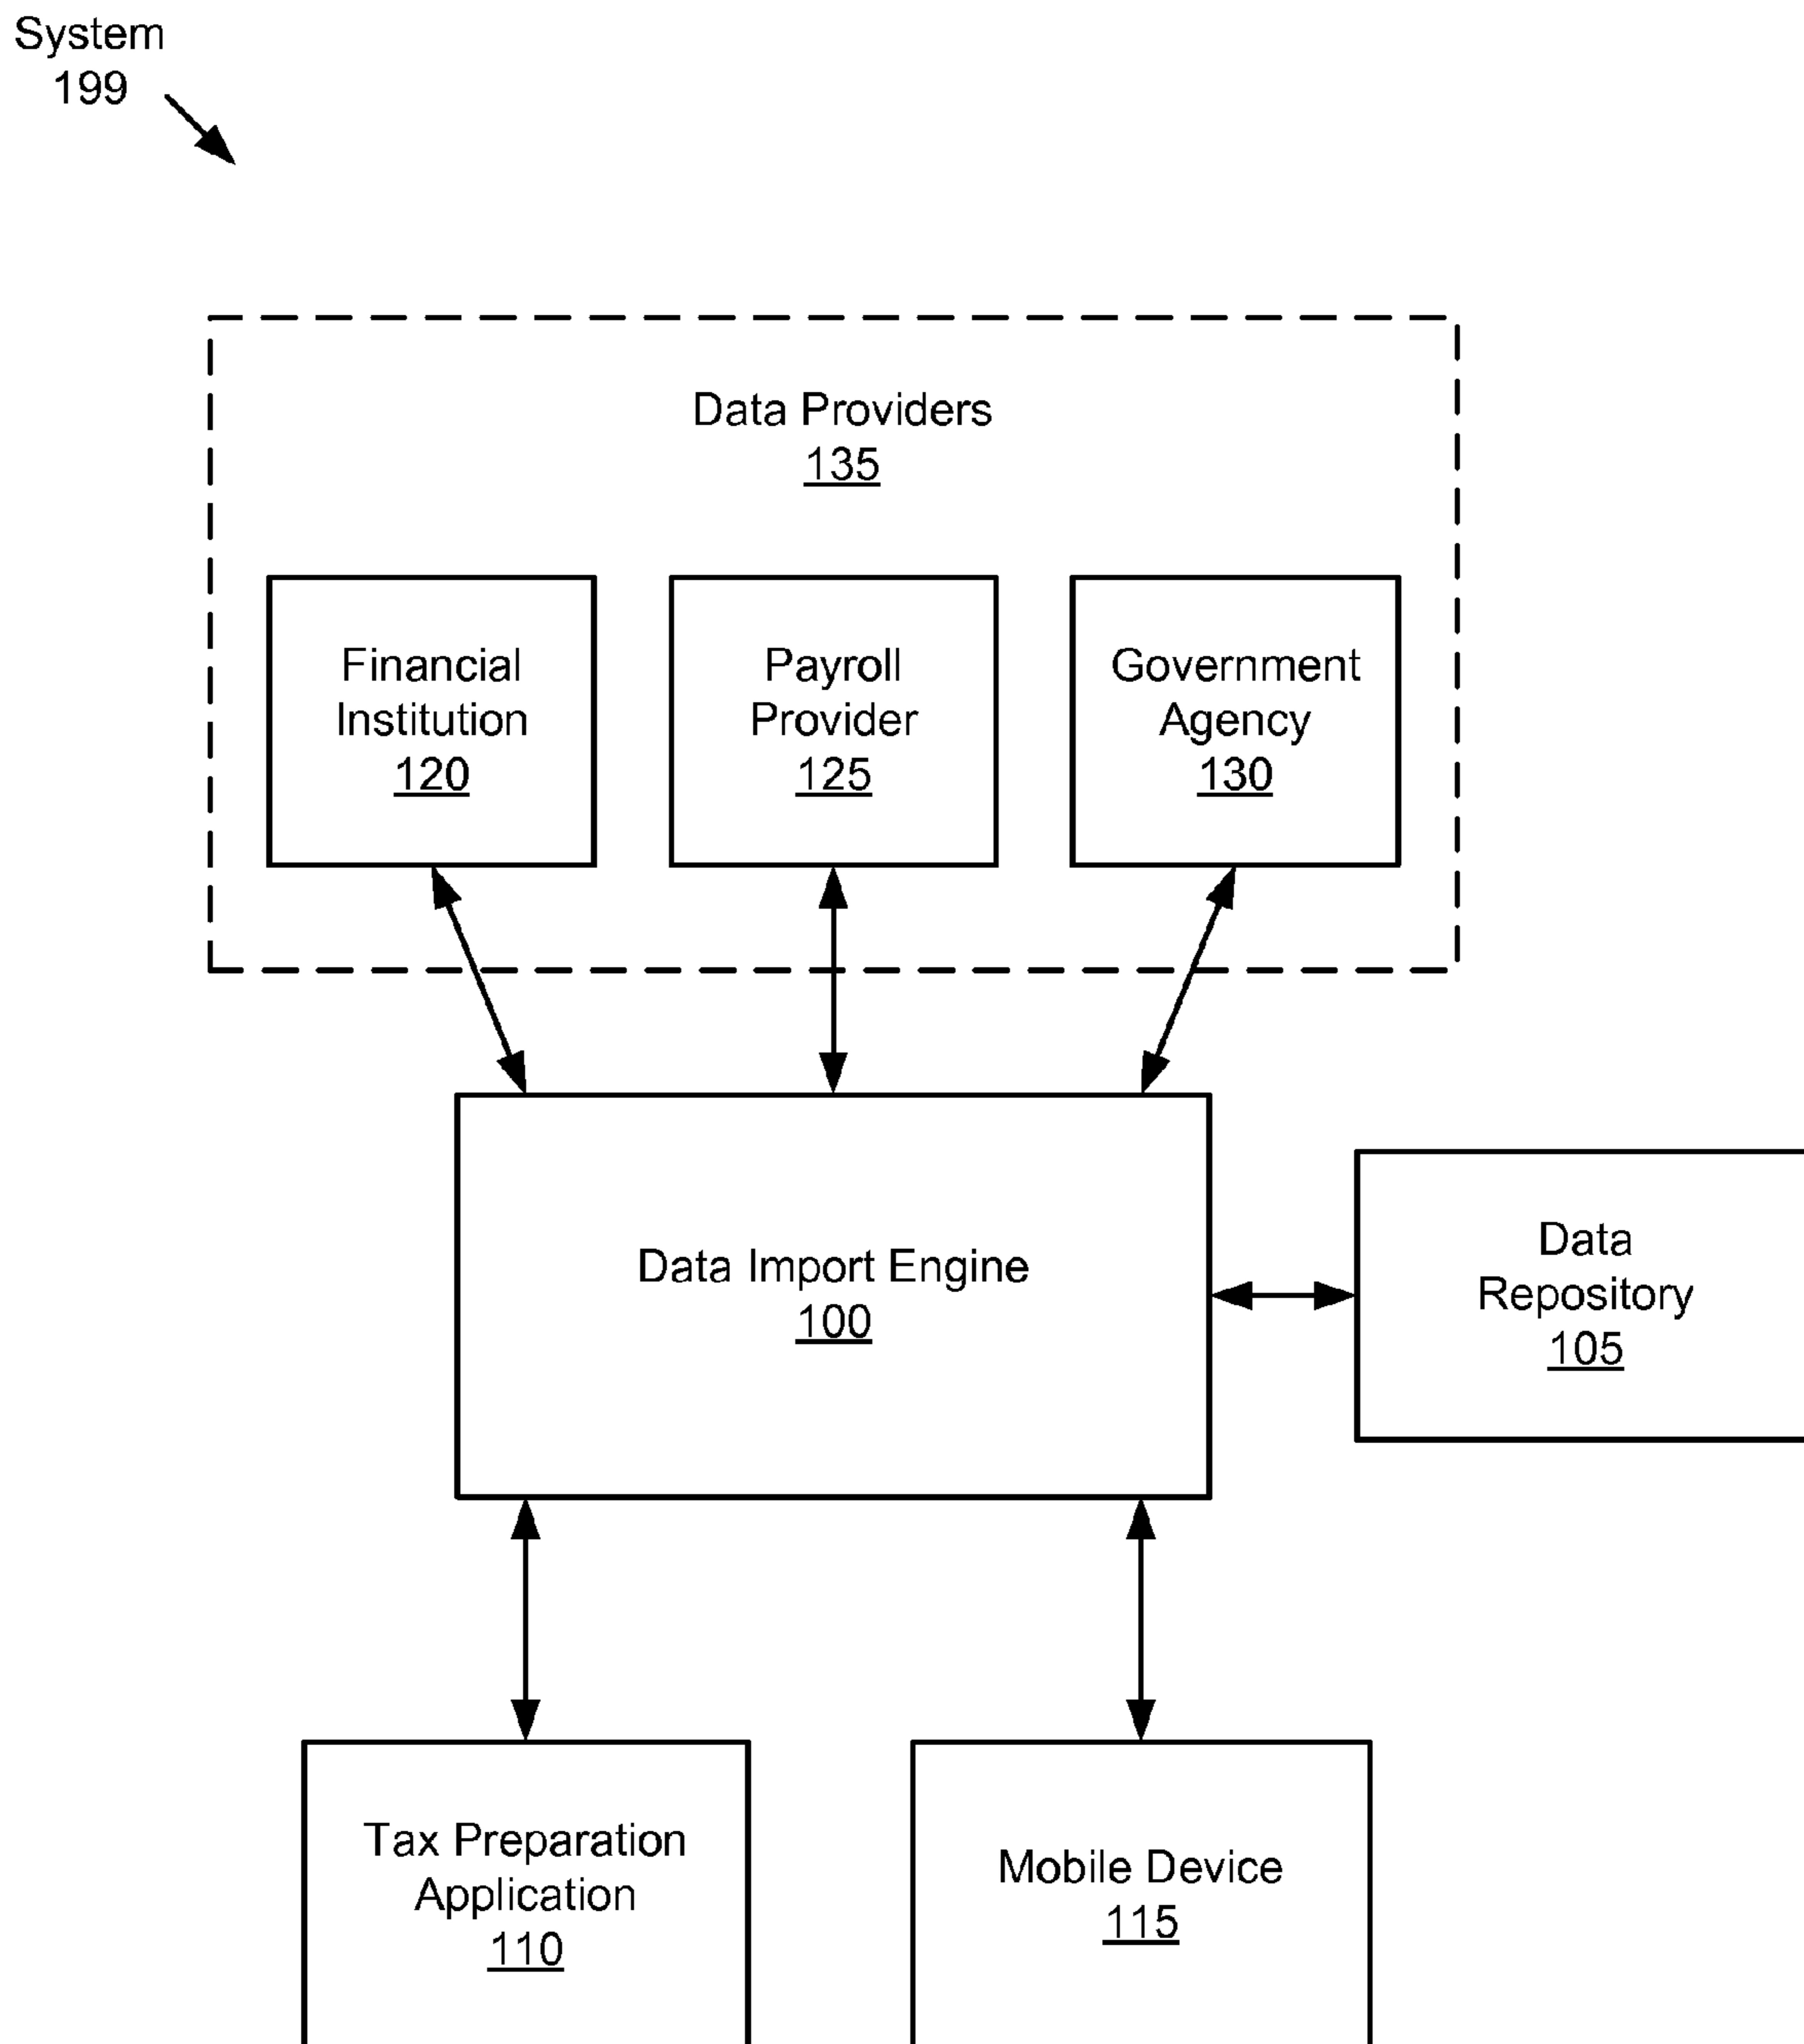 System
199
Data Providers
135
Financial
Institution
120
Payroll
Provider
125
Government
Agency
130
Data Import Engine
100
Data
Repository
105
Tax Preparation
Application
110
Mobile Device
115